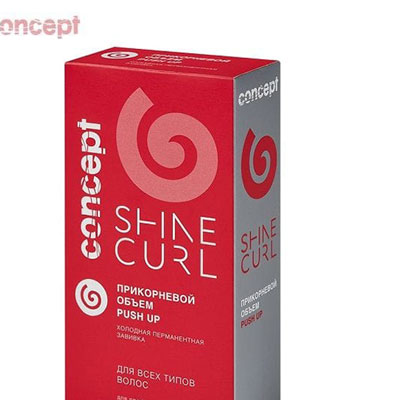 concept
concept
SHINE
CURL
ПРИКОРНЕВОЙ
ОБЪЕМ
PUSH UP
ХОЛОДНАЯ ПЕРМАНЕНТНАЯ
ЗАВИВКА
ДЛЯ ВСЕХ ТИПОВ
ВОЛОС
concept
SHINE
CURL
ПРИКОРНЕВОЙ
ОБЪЕМ
PUSH UP